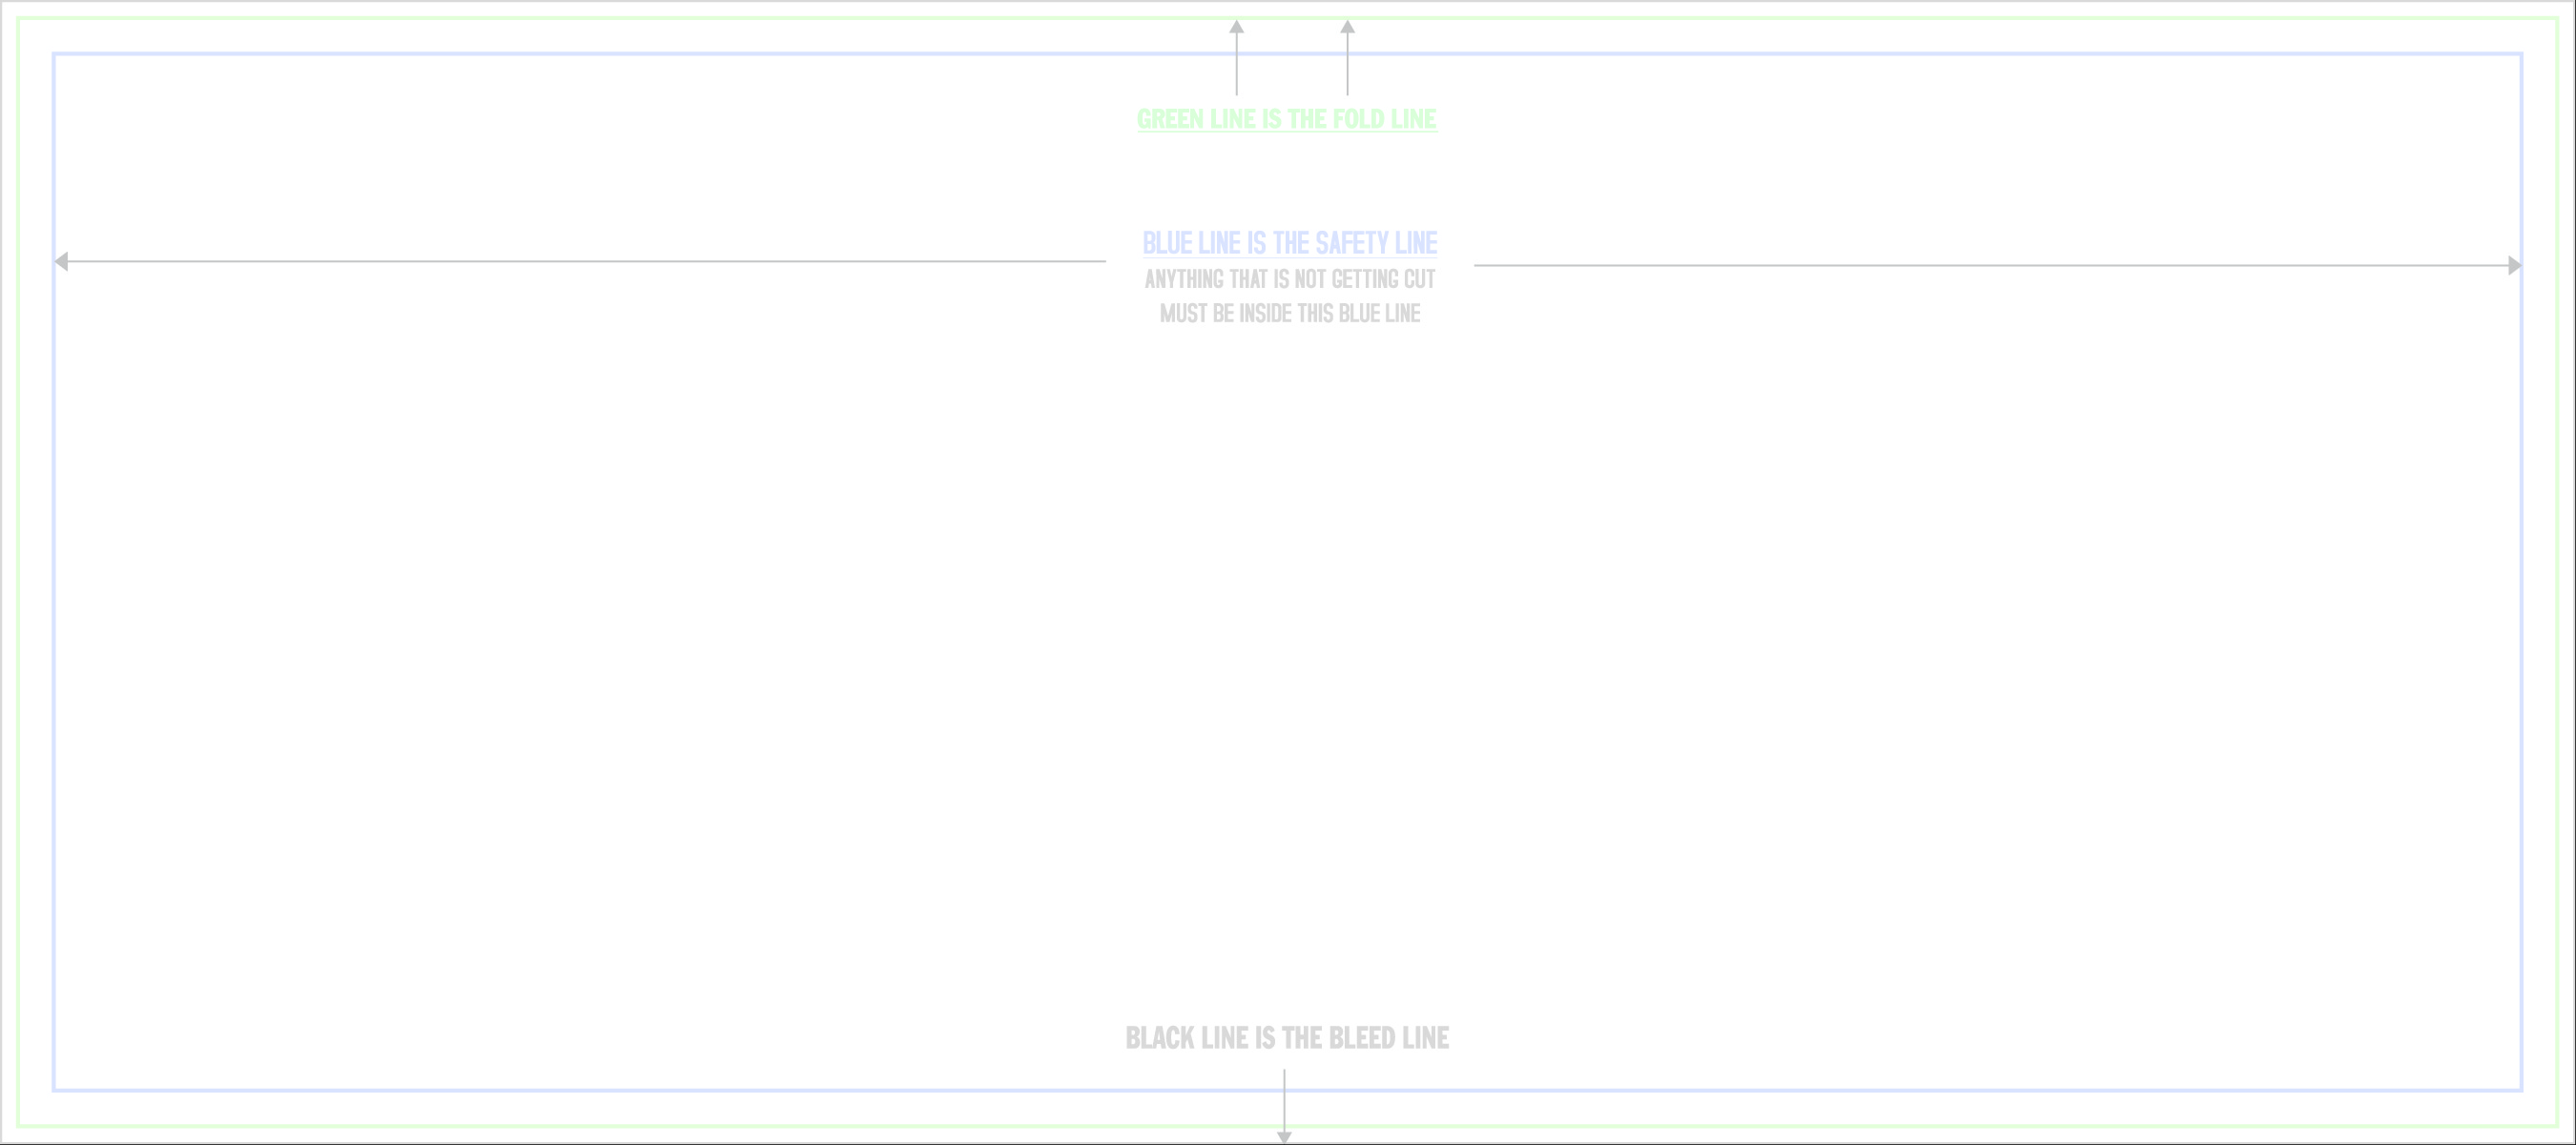 GREEN LINE IS THE FOLD LINE
BLUE LINE IS THE SAFETY LINE
ANYTHING THAT IS NOT GETTING CUT
MUST BE INSIDE THIS BLUE LINE
BLACK LINE IS THE BLEED LINE